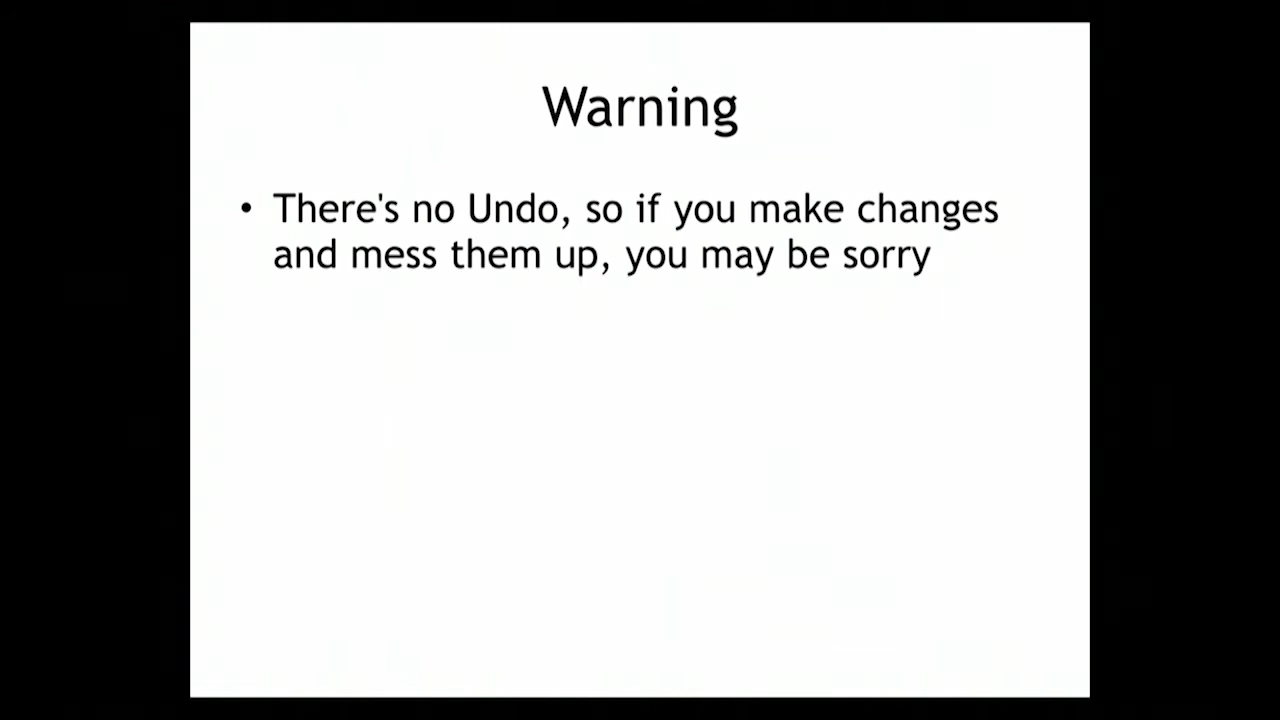 Warning
• There's no Undo, so if you make changes
and mess them up, you may be sorry